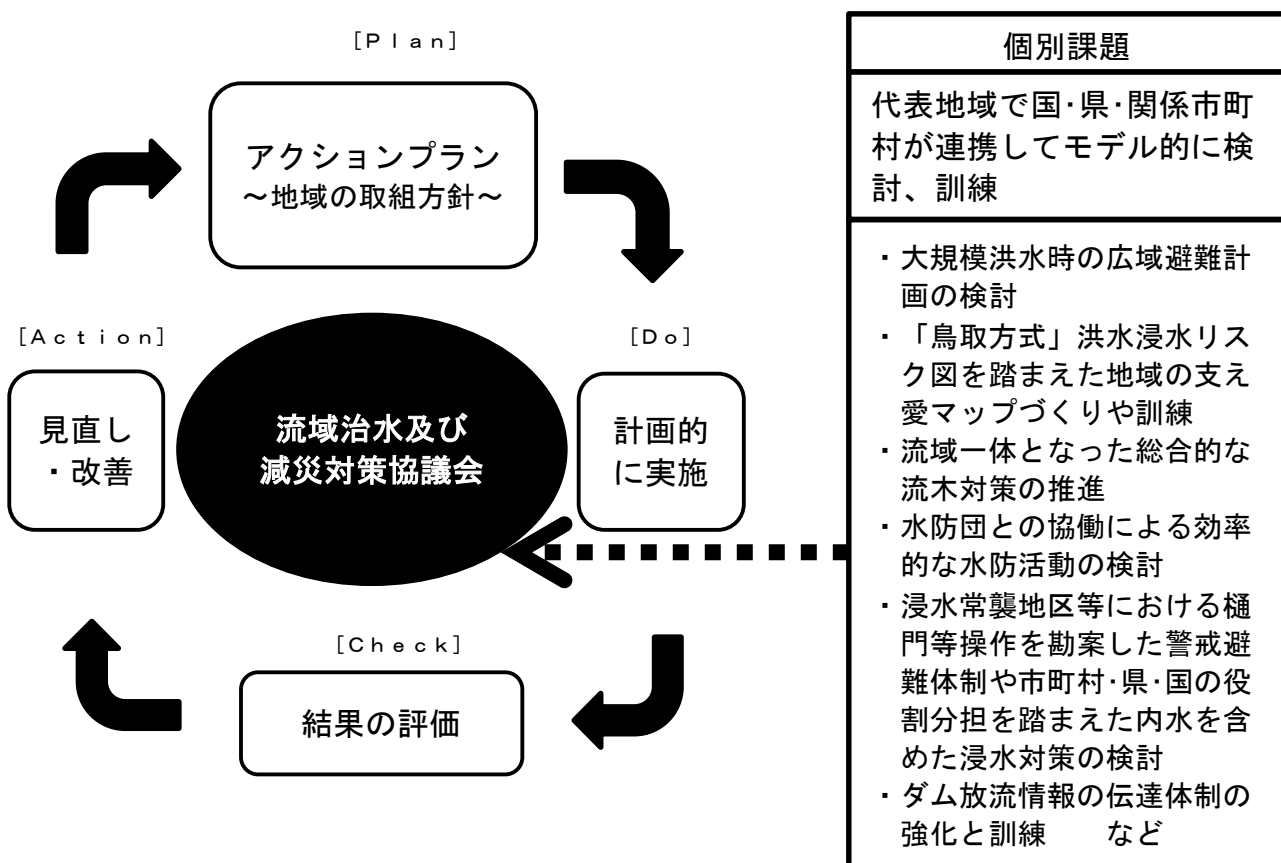 [Plan]
アクションプラン
～地域の取組方針～
[Action]
見直し
・改善
流域治水及び
減災対策協議会
[Do]
計画的
に実施
[Check]
結果の評価
個別課題
代表地域で国･県･関係市町
村が連携してモデル的に検
討、訓練
・大規模洪水時の広域避難計
画の検討
・「鳥取方式」洪水浸水リス
ク図を踏まえた地域の支え
愛マップづくりや訓練
・流域一体となった総合的な
流木対策の推進
・水防団との協働による効率
的な水防活動の検討
・浸水常襲地区等における樋
門等操作を勘案した警戒避
難体制や市町村･県･国の役
割分担を踏まえた内水を含
めた浸水対策の検討
・ダム放流情報の伝達体制の
強化と訓練　　など